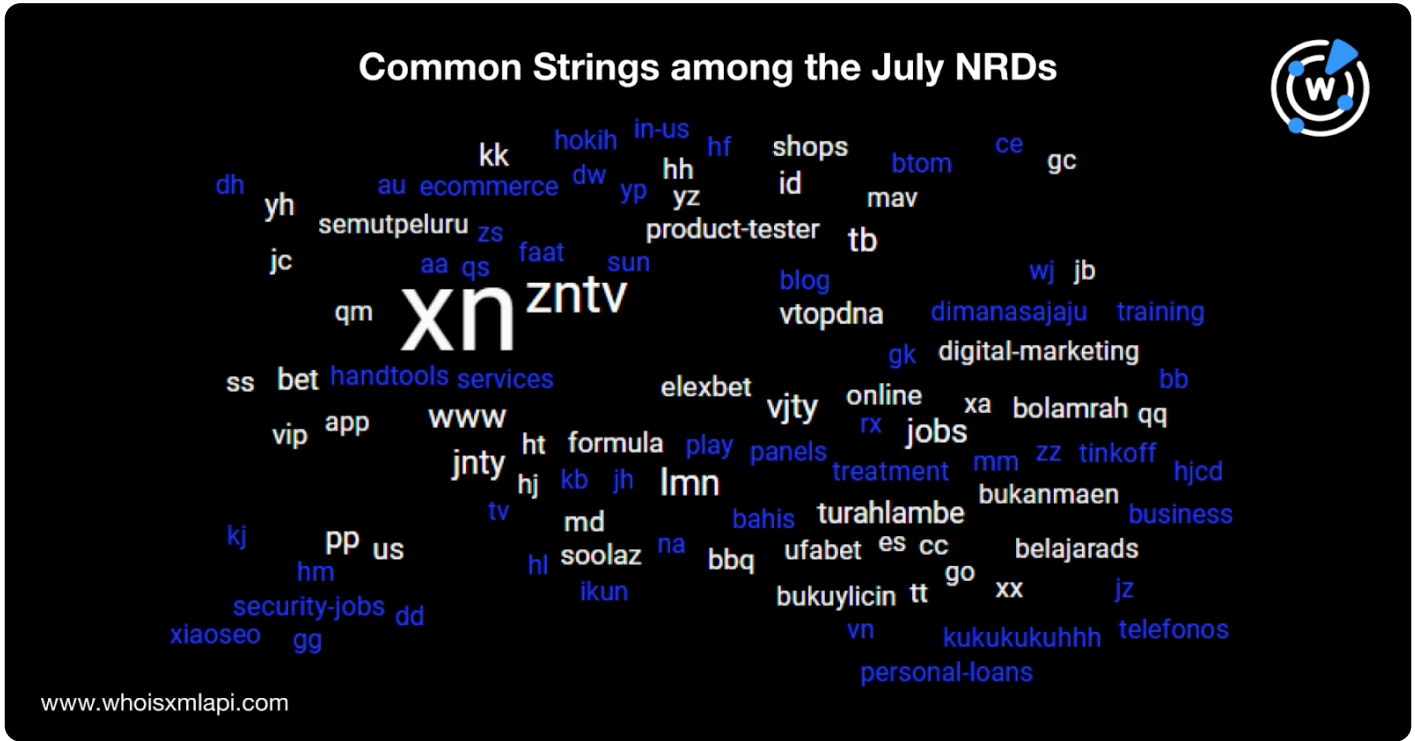 Common Strings among the July NRDs
W
in-us
hokih
hf
shops
ce
kk
btom
gc
hh
dw
id
dh
au
ecommerce
yp
yz
mav
yh
semutpeluru
zs
product-tester
tb
faat
jc
aa
qs
sun
wj
jb
blog
xn
zntv
qm
vtopdna
dimanasajaju
training
gk
digital-marketing
ss
bet
handtools
services
bb
elexbet
vjty
online
xa
bolamrah
qq
vip
app
www
rx
jobs
ht
formula
play
panels
zz
tinkoff
jnty
treatment
mm
hjcd
hj
kb
jh
lmn
bukanmaen
tv
md
bahis
turahlambe
business
kj
pp
us
na
es
cc
belajarads
hl
soolaz
bbq
ufabet
hm
go
ikun
bukuylicin
tt
xx
jz
security-jobs
dd
xiaoseo
gg
vn
kukukukuhhh
telefonos
personal-loans
www.whoisxmlapi.com